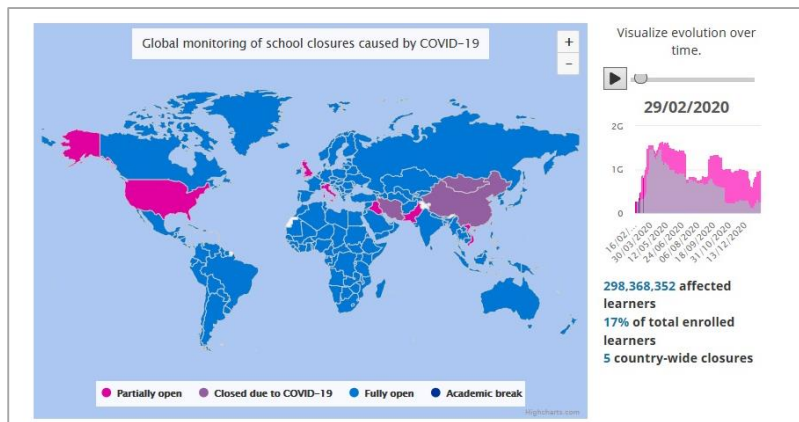 Global monitoring of school closures caused by COVID-19
+
−
Partially open
Closed due to COVID-19
Fully open
Academic break
Highcharts.com
Visualize evolution over
time.
29/02/2020
2G
1G
0
16/02/...
30/03/2020
12/05/2020
24/06/2020
06/08/2020
18/09/2020
31/10/2020
13/12/2020
298,368,352 affected
learners
17% of total enrolled
learners
5 country-wide closures